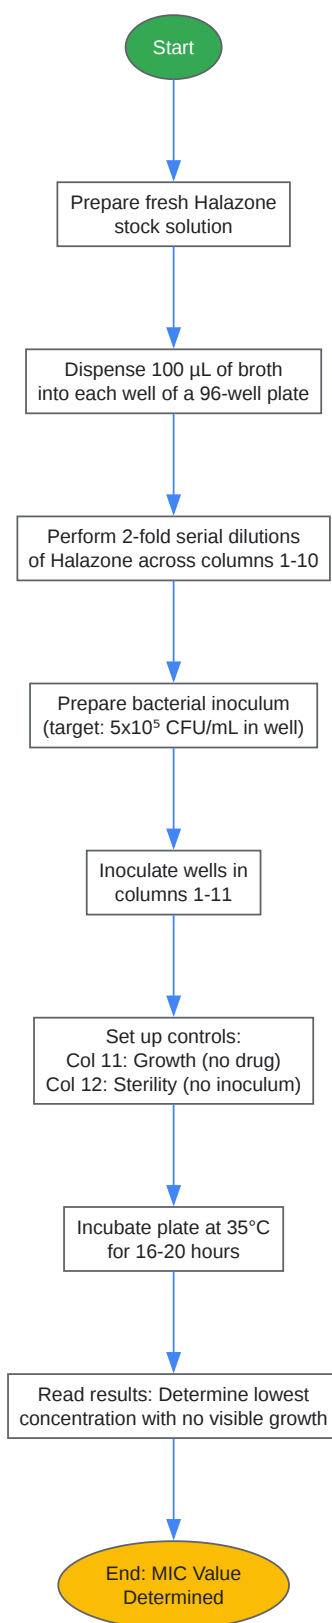 Start
Prepare fresh Halazone
stock solution
Dispense 100 µL of broth
into each well of a 96-well plate
Perform 2-fold serial dilutions
of Halazone across columns 1-10
Prepare bacterial inoculum
(target: 5x10⁵ CFU/mL in well)
Inoculate wells in
columns 1-11
Set up controls:
Col 11: Growth (no drug)
Col 12: Sterility (no inoculum)
Incubate plate at 35°C
for 16-20 hours
Read results: Determine lowest
concentration with no visible growth
End: MIC Value
Determined